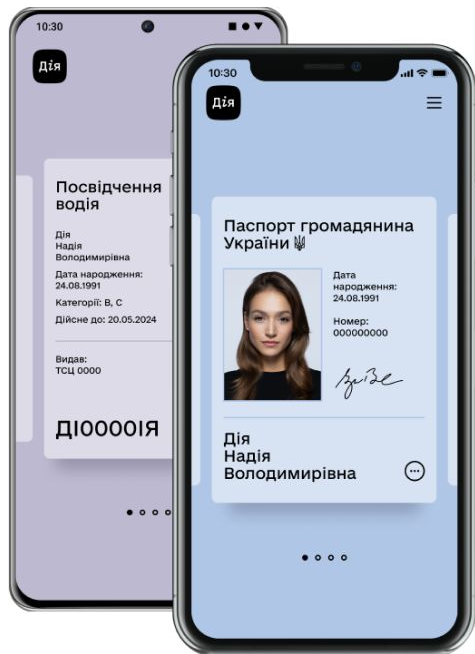 10:30
Дія
Посвідчення
водія
Дія
Надія
Володимирівна
Дата народження:
24.08.1991
Категорії: В, С
Дійсне до: 20.05.2024
Видав:
ТСЦ 0000
ДІ0000ІЯ
10:30
Дія
Паспорт громадянина
України
Дата
народження:
24.08.1991
Номер:
000000000
Дія
Надія
Володимирівна